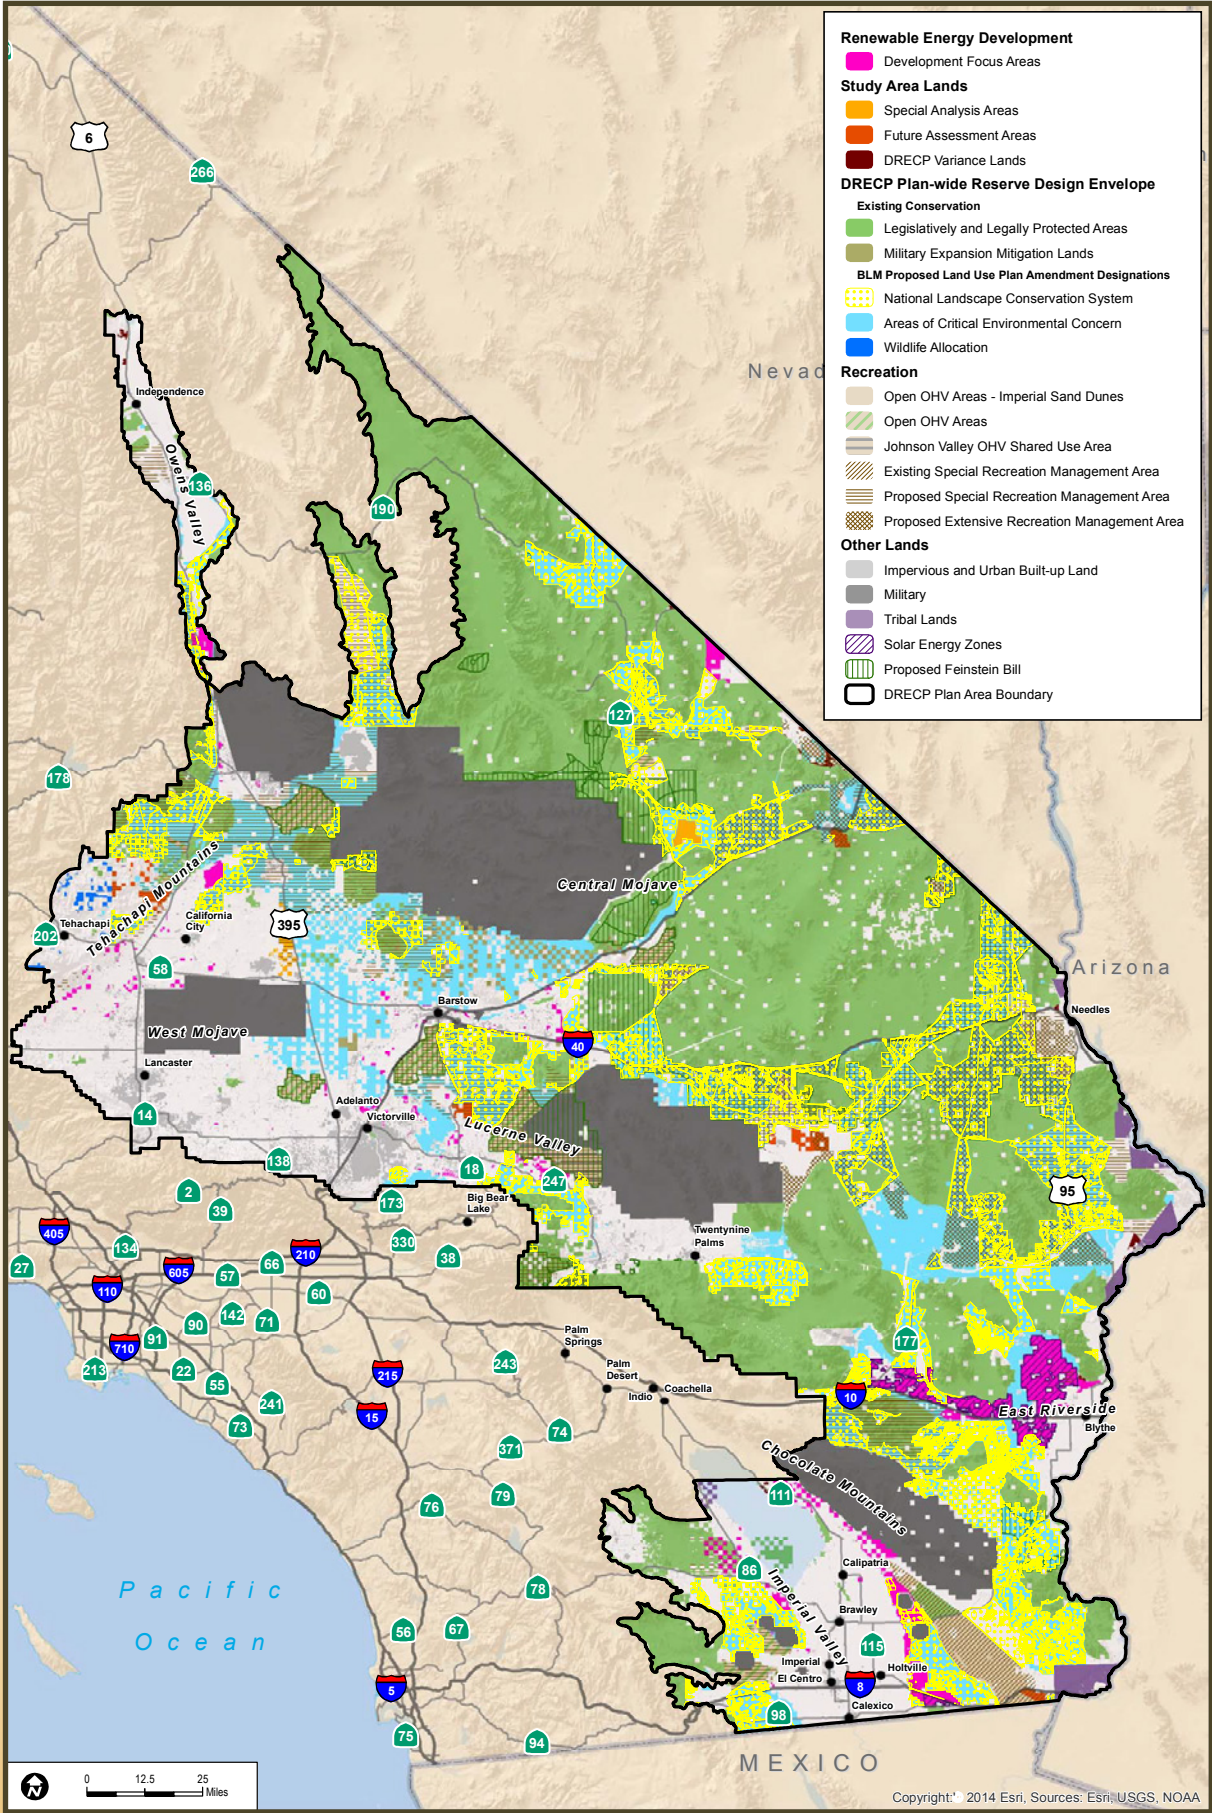 Renewable Energy Development
Development Focus Areas
Study Area Lands
Special Analysis Areas
Future Assessment Areas
DRECP Variance Lands
DRECP Plan-wide Reserve Design Envelope
Existing Conservation
Legislatively and Legally Protected Areas
Military Expansion Mitigation Lands
BLM Proposed Land Use Plan Amendment Designations
National Landscape Conservation System
Areas of Critical Environmental Concern
Wildlife Allocation
Recreation
Open OHV Areas - Imperial Sand Dunes
Open OHV Areas
Johnson Valley OHV Shared Use Area
Existing Special Recreation Management Area
Proposed Special Recreation Management Area
Proposed Extensive Recreation Management Area
Other Lands
Impervious and Urban Built-up Land
Military
Tribal Lands
Solar Energy Zones
Proposed Feinstein Bill
DRECP Plan Area Boundary
6
266
Nevad
Independence
Owens Valley
136
190
127
178
Central Mojave
Tehachapi Mountains
California
City
395
Tehachapi
202
58
Arizona
Barstow
Needles
West Mojave
40
Lancaster
Adelanto
14
Victorville
Lucerne Valley
138
18
247
2
173
95
39
Big Bear
Lake
405
134
210
330
38
Twentynine
Palms
27
605
57
66
110
60
142
90
71
91
710
Palm
Springs
177
213
22
243
Palm
Desert
55
215
Indio
Coachella
10
241
15
East Riverside
73
74
Blythe
371
Chocolate Mountains
79
111
76
86
Calipatria
78
Imperial Valley
Pacific
Brawley
56
67
115
Ocean
Imperial
El Centro
Holtville
5
8
Calexico
98
75
94
MEXICO
N
0 12.5 25
Miles
Copyright:© 2014 Esri, Sources: Esri, USGS, NOAA